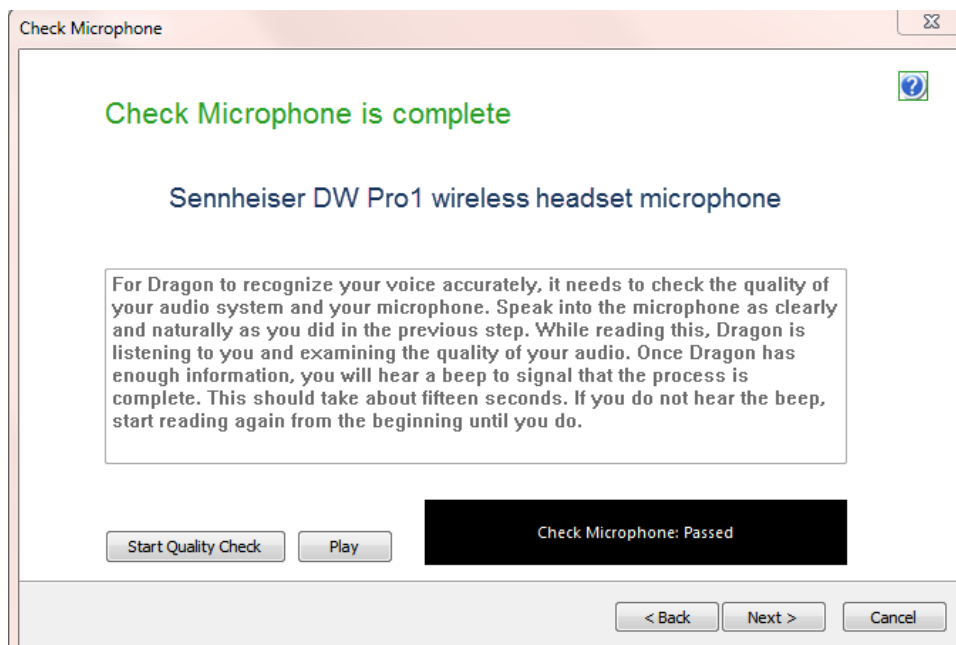 Check Microphone
Check Microphone is complete
Sennheiser DW Pro1 wireless headset microphone
For Dragon to recognize your voice accurately, it needs to check the quality of
your audio system and your microphone. Speak into the microphone as clearly
and naturally as you did in the previous step. While reading this, Dragon is
listening to you and examining the quality of your audio. Once Dragon has
enough information, you will hear a beep to signal that the process is
complete. This should take about fifteen seconds. If you do not hear the beep,
start reading again from the beginning until you do.
Start Quality Check
Play
Check Microphone: Passed
< Back
Next >
Cancel